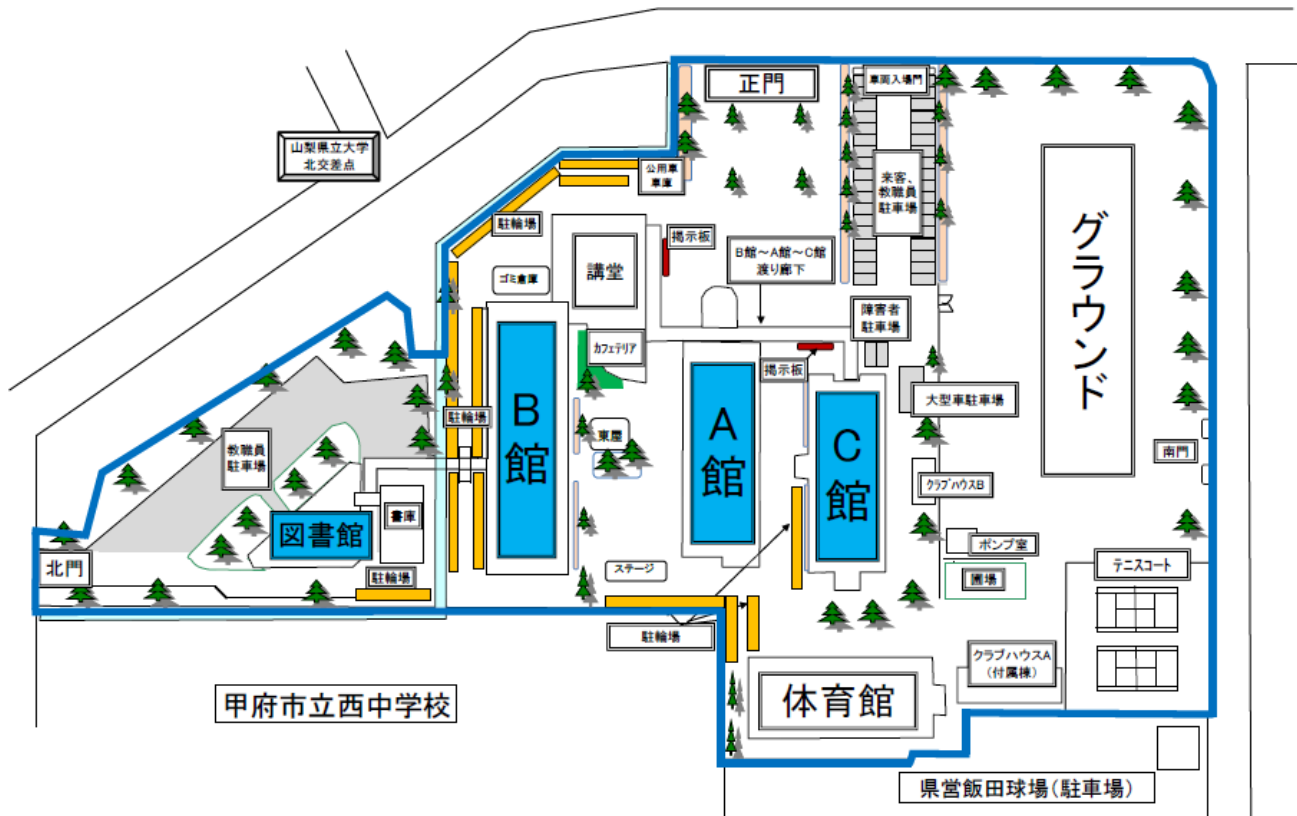 正門
車両入場門
山梨県立大学
北交差点
公用車
車庫
来客、
教職員
駐車場
グラウンド
駐輪場
掲示板
B館～A館～C館
渡り廊下
講堂
ゴミ倉庫
障害者
駐車場
カフェテリア
掲示板
大型車駐車場
B館
A館
C館
駐輪場
東屋
教職員
駐車場
南門
クラブハウスB
書庫
図書館
ポンプ室
北門
ステージ
テニスコート
駐輪場
圃場
駐輪場
クラブハウスA
(付属棟)
体育館
甲府市立西中学校
県営飯田球場(駐車場)